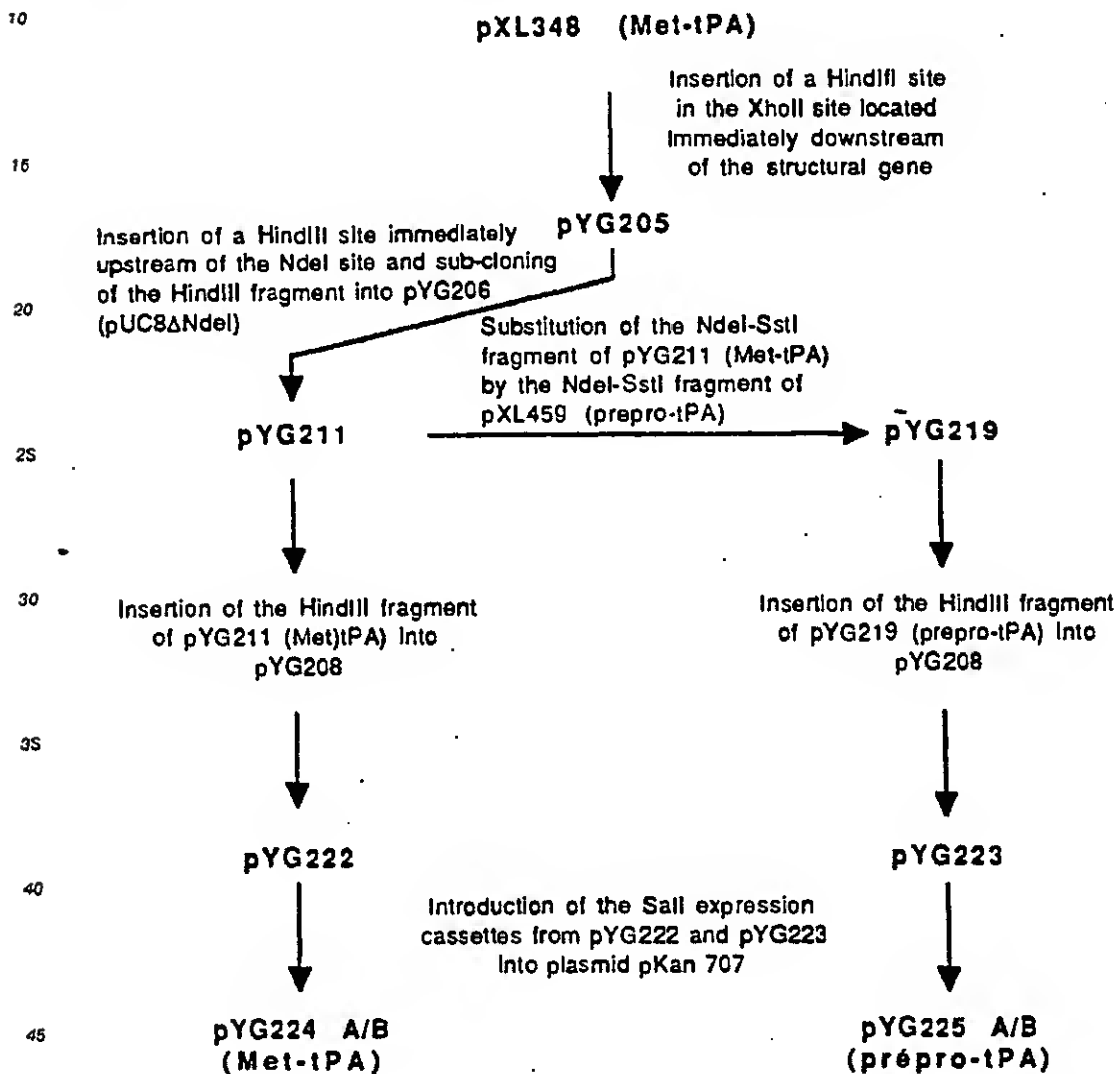 10
pXL348 (Met-tPA)
Insertion of a HindIfI site
in the XhoII site located
Immediately downstream
of the structural gene
15
pYG205
Insertion of a HindIII site immediately
upstream of the NdeI site and sub-cloning
of the HindIII fragment into pYG206
(pUC8ΔNdeI)
20
Substitution of the NdeI-SstI
fragment of pYG211 (Met-tPA)
by the NdeI-SstI fragment of
pXL459 (prepro-tPA)
pYG211
pYG219
2S
30
Insertion of the HindIII fragment
of pYG211 (Met)tPA) Into
pYG208
Insertion of the HindIII fragment
of pYG219 (prepro-tPA) Into
pYG208
3S
pYG222
pYG223
40
Introduction of the SalI expression
cassettes from pYG222 and pYG223
Into plasmid pKan 707
pYG224 A/B
(Met-tPA)
pYG225 A/B
(prépro-tPA)
45